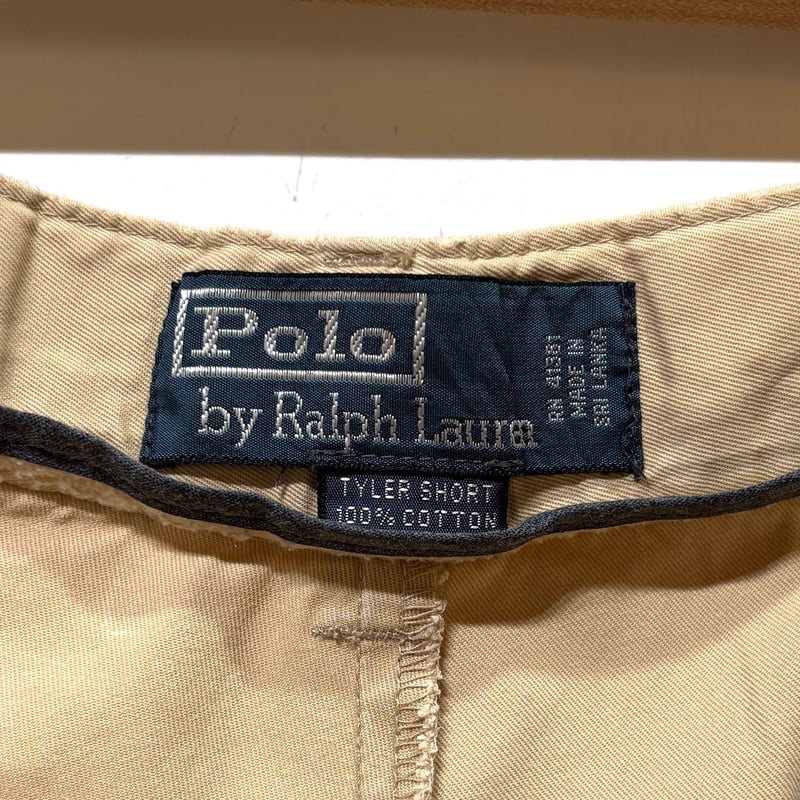 Polo
by Ralph Lauren
RN 41381
MADE IN
SRI LANKA
TYLER SHORT
100% COTTON